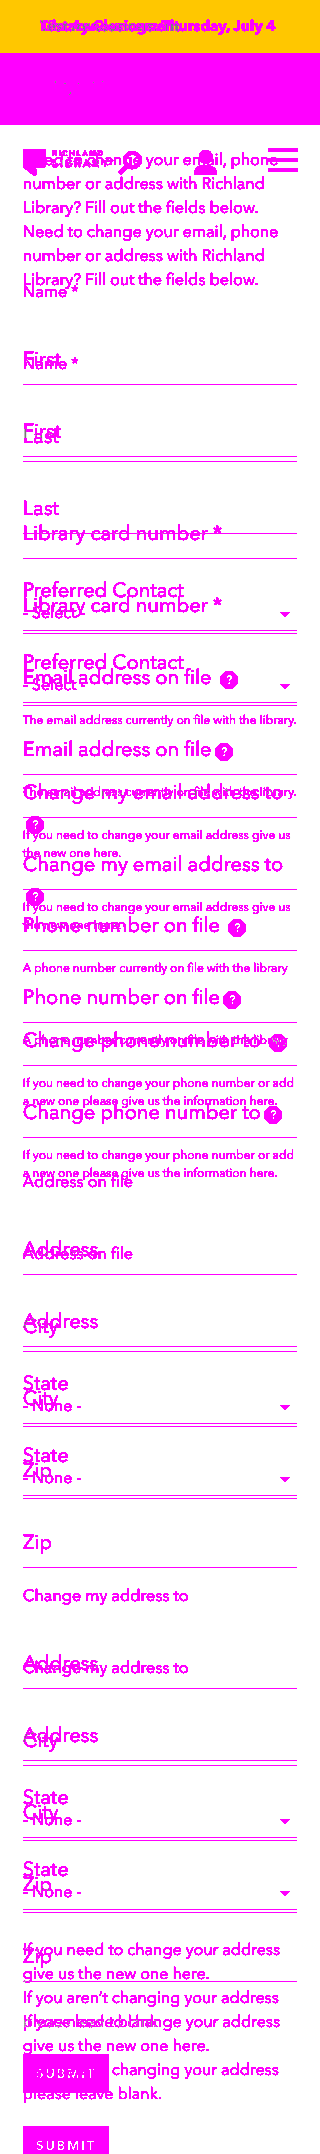 Library Closing Thursday, July 4
RICHLAND
LIBRARY
Need to change your email, phone
number or address with Richland
Library? Fill out the fields below.
Need to change your email, phone
number or address with Richland
Library? Fill out the fields below.
Name *
First
Name *
First
Last
Last
Library card number *
Preferred Contact
Library card number *
- Select -
Preferred Contact
Email address on file ?
- Select -
The email address currently on file with the library.
Email address on file ?
Change my email address to
The email address currently on file with the library.
?
If you need to change your email address give us
the new one here.
Change my email address to
?
If you need to change your email address give us
the new one here.
Phone number on file ?
A phone number currently on file with the library
Phone number on file ?
Change phone number to ?
A phone number currently on file with the library
If you need to change your phone number or add
a new one please give us the information here.
Change phone number to ?
If you need to change your phone number or add
a new one please give us the information here.
Address on file
Address
Address on file
Address
City
State
City
- None -
State
Zip
- None -
Zip
Change my address to
Address
Change my address to
Address
City
State
City
- None -
State
Zip
- None -
If you need to change your address
Zip
give us the new one here.
If you aren't changing your address
please leave blank.
If you need to change your address
give us the new one here.
changing your address
SUBMIT
please leave blank.
SUBMIT